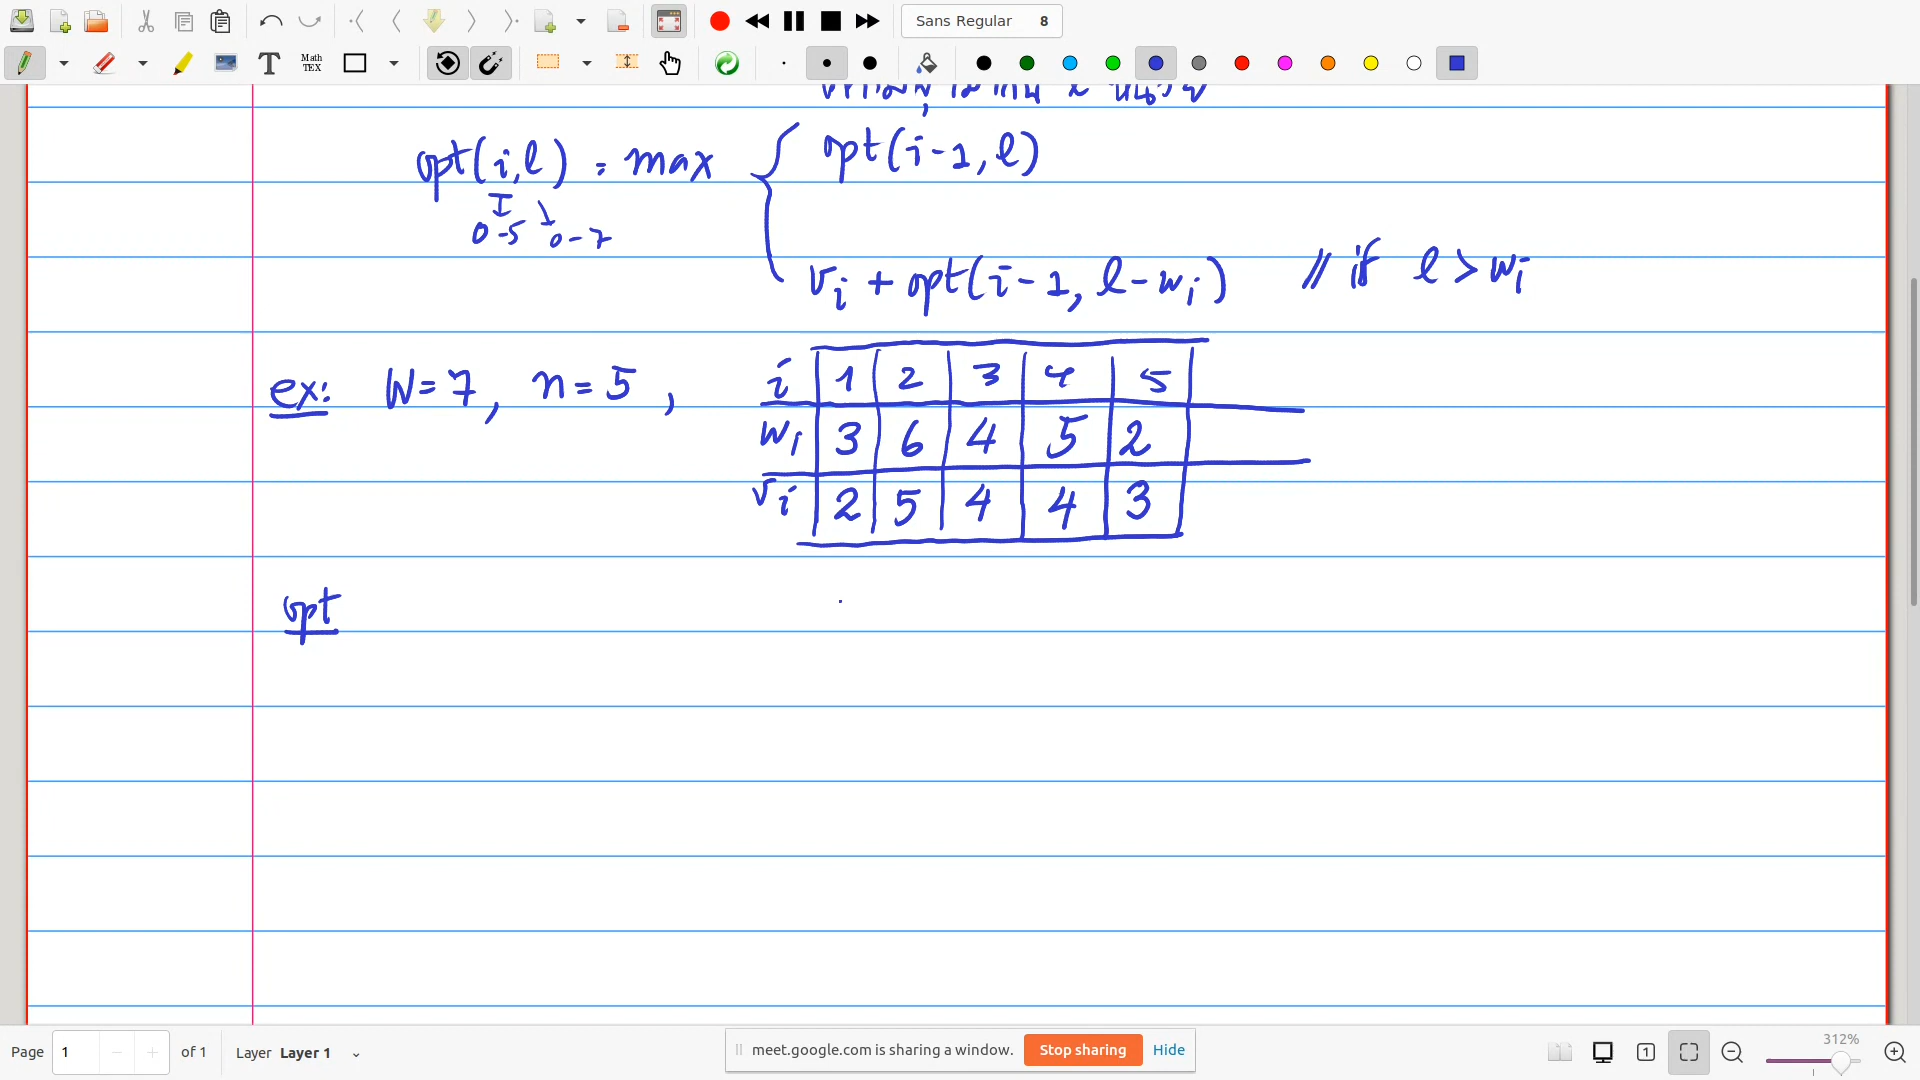 Sans Regular 8
Math
TEX
opt(i-1, l)
opt(i,l) = max
0-5 0-7
vi + opt(i-1, l-wi) // if l > wi
ex: W=7, n=5,
i 1 2 3 4 5
wi 3 6 4 5 2
vi 2 5 4 4 3
opt
Page 1 of 1 Layer Layer 1
meet.google.com is sharing a window. Stop sharing Hide
312%